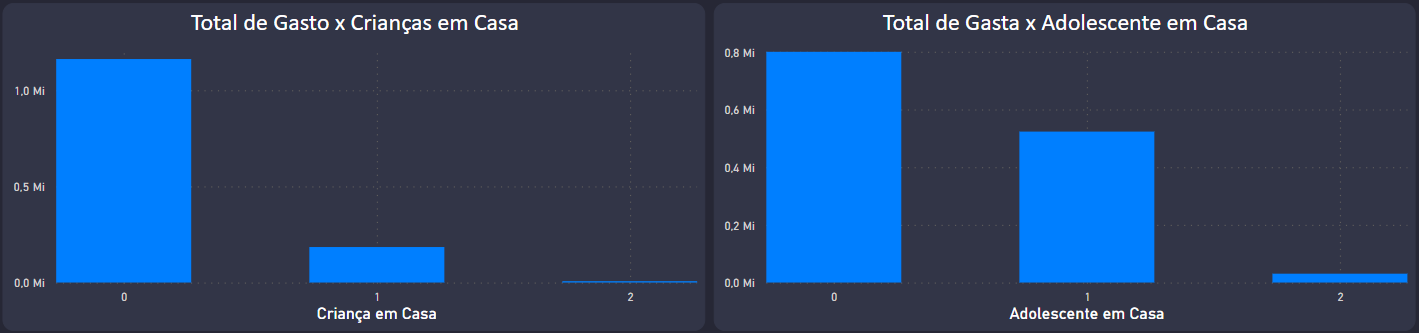 Total de Gasto x Crianças em Casa
1,0 Mi
0,5 Mi
0,0 Mi
0 1 2
Criança em Casa
Total de Gasta x Adolescente em Casa
0,8 Mi
0,6 Mi
0,4 Mi
0,2 Mi
0,0 Mi
0 1 2
Adolescente em Casa